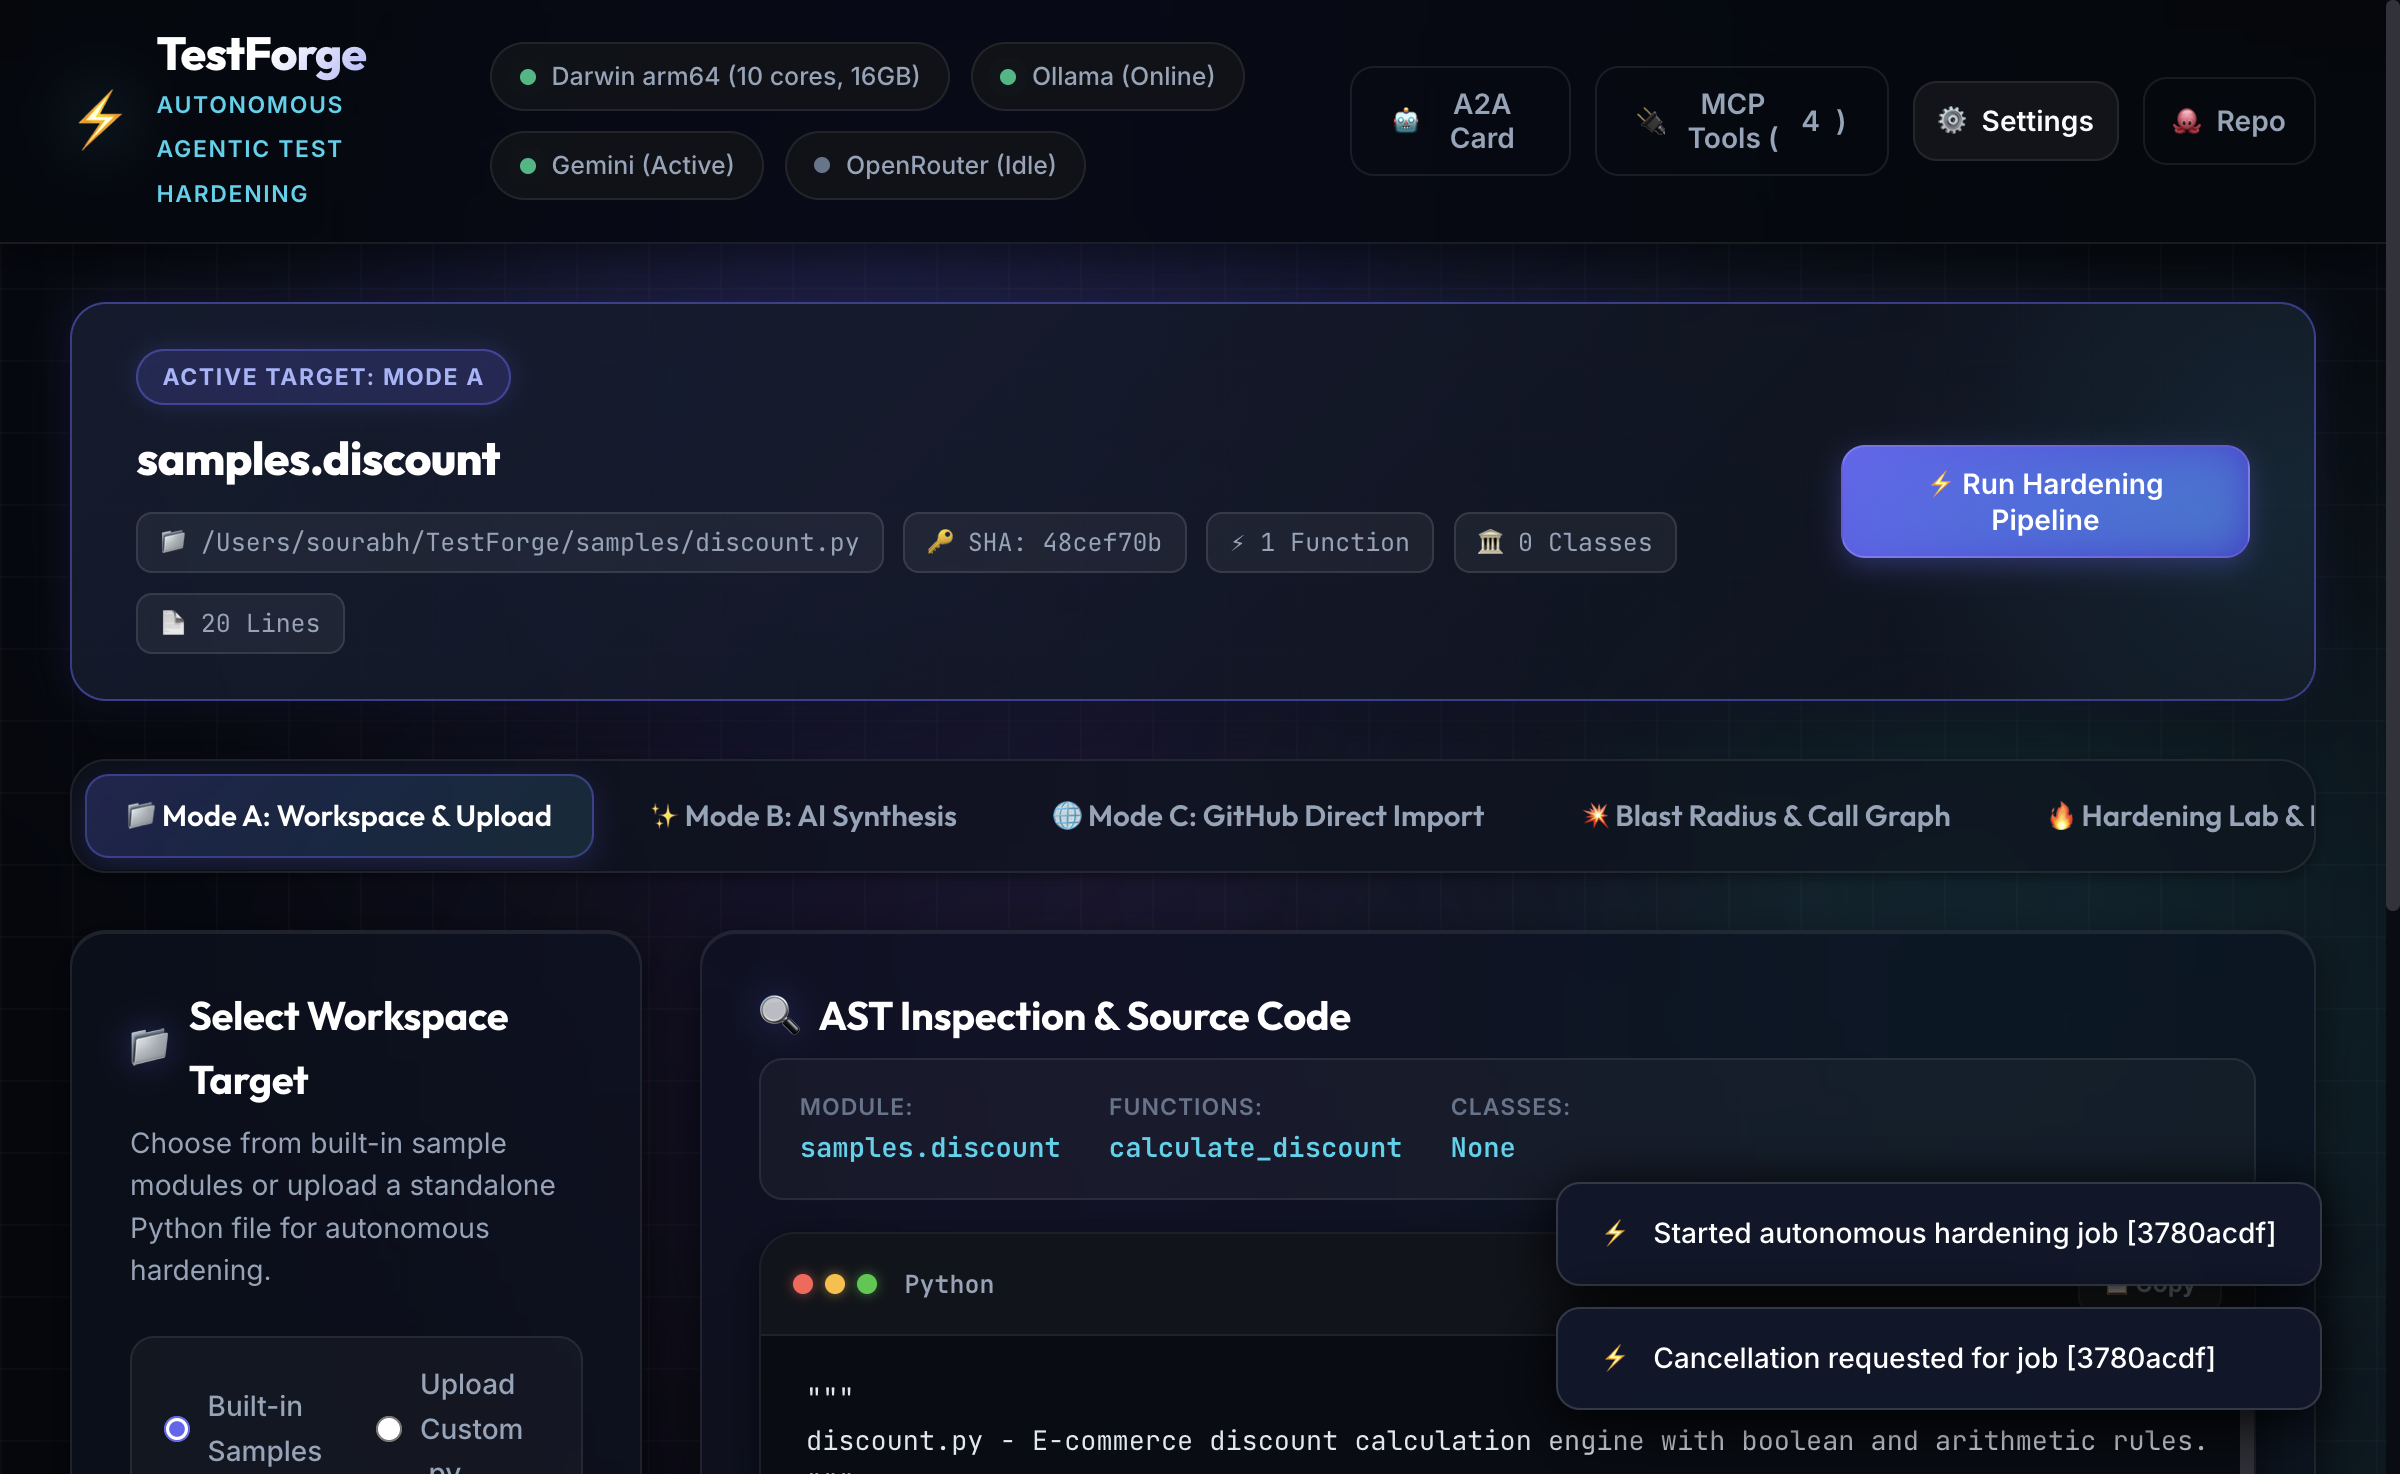 TestForge
AUTONOMOUS
AGENTIC TEST
HARDENING
Darwin arm64 (10 cores, 16GB)
Ollama (Online)
Gemini (Active)
OpenRouter (Idle)
A2A
Card
MCP
Tools ( 4 )
Settings
Repo
ACTIVE TARGET: MODE A
samples.discount
/Users/sourabh/TestForge/samples/discount.py
SHA: 48cef70b
⚡ 1 Function
0 Classes
20 Lines
⚡ Run Hardening
Pipeline
Mode A: Workspace & Upload
Mode B: AI Synthesis
Mode C: GitHub Direct Import
Blast Radius & Call Graph
Hardening Lab &
Select Workspace
Target
Choose from built-in sample
modules or upload a standalone
Python file for autonomous
hardening.
Built-in
Samples
Upload
Custom
.py
AST Inspection & Source Code
MODULE:
samples.discount
FUNCTIONS:
calculate_discount
CLASSES:
None
Python
Copy
"""
discount.py - E-commerce discount calculation engine with boolean and arithmetic rules.
"""
Started autonomous hardening job [3780acdf]
Cancellation requested for job [3780acdf]